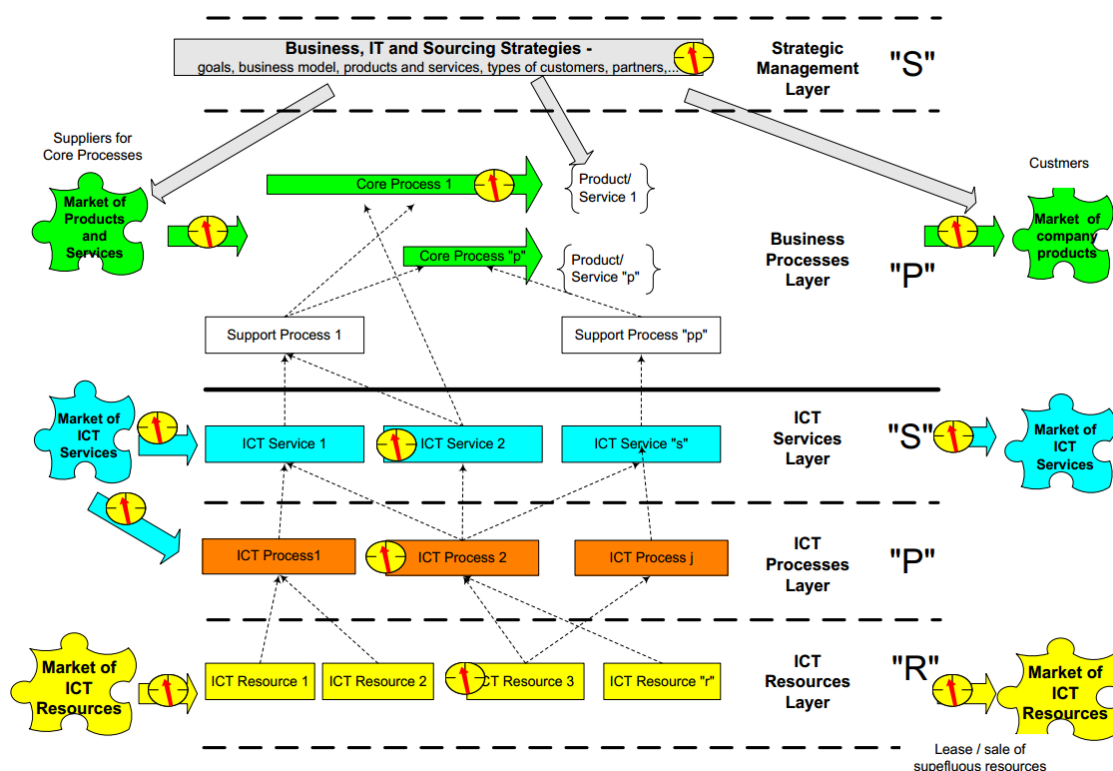 Business, IT and Sourcing Strategies -
goals, business model, products and services, types of customers, partners,...
Strategic
Management
Layer
"S"
Suppliers for
Core Processes
Custmers
Market of
Products
and
Services
Core Process 1
Product/
Service 1
Market of
company
products
Core Process "p"
Product/
Service "p"
Business
Processes
Layer
"P"
Support Process 1
Support Process "pp"
Market of
ICT
Services
ICT Service 1
ICT Service 2
ICT Service "s"
ICT
Services
Layer
"S"
Market of
ICT
Services
ICT Process1
ICT Process 2
ICT Process j
ICT
Processes
Layer
"P"
Market of
ICT
Resources
ICT Resource 1
ICT Resource 2
ICT Resource 3
ICT Resource "r"
ICT
Resources
Layer
"R"
Market of
ICT
Resources
Lease / sale of
supefluous resources